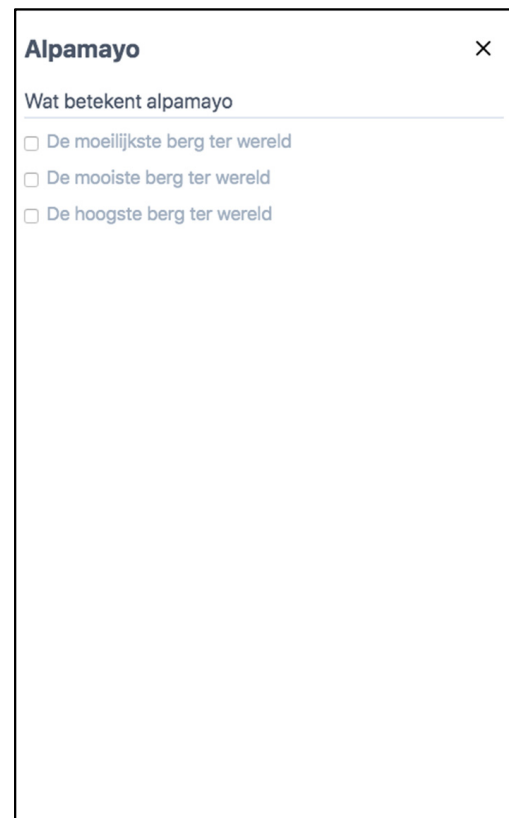 Alpamayo
Wat betekent alpamayo
De moeilijkste berg ter wereld
De mooiste berg ter wereld
De hoogste berg ter wereld